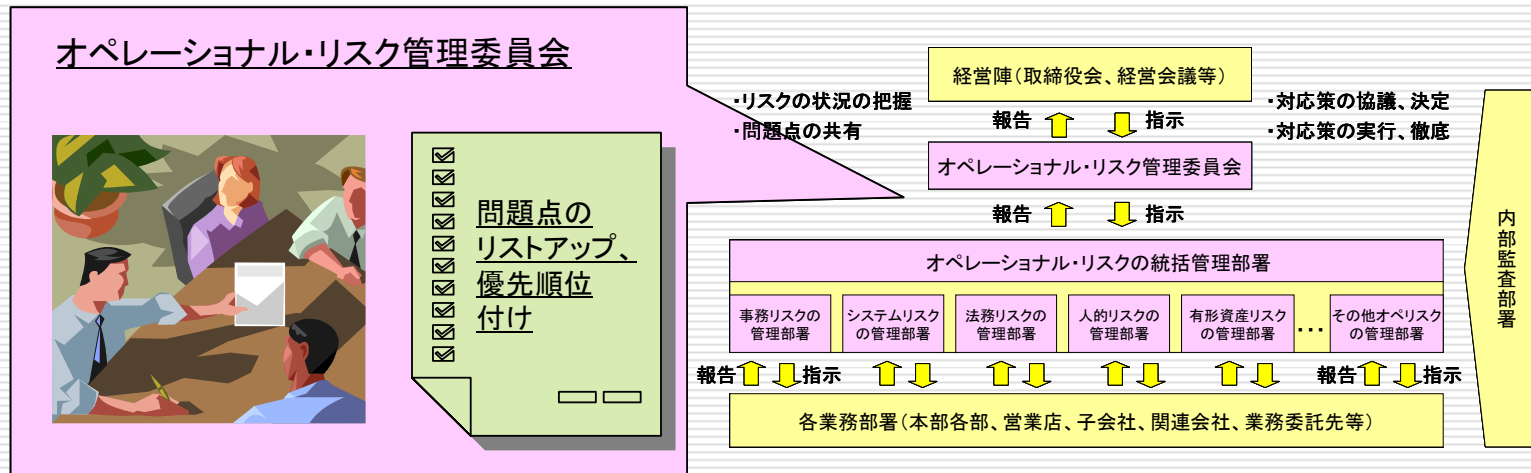 オペレーショナル・リスク管理委員会
問題点の
リストアップ、
優先順位
付け
・リスクの状況の把握
・問題点の共有
経営陣（取締役会、経営会議等）
報告
指示
・対応策の協議、決定
・対応策の実行、徹底
オペレーショナル・リスク管理委員会
報告
指示
オペレーショナル・リスクの統括管理部署
事務リスクの
管理部署
システムリスク
の管理部署
法務リスクの
管理部署
人的リスクの
管理部署
有形資産リスク
の管理部署
…
その他オペリスク
の管理部署
報告
指示
報告
指示
各業務部署（本部各部、営業店、子会社、関連会社、業務委託先等）
内部監査部署